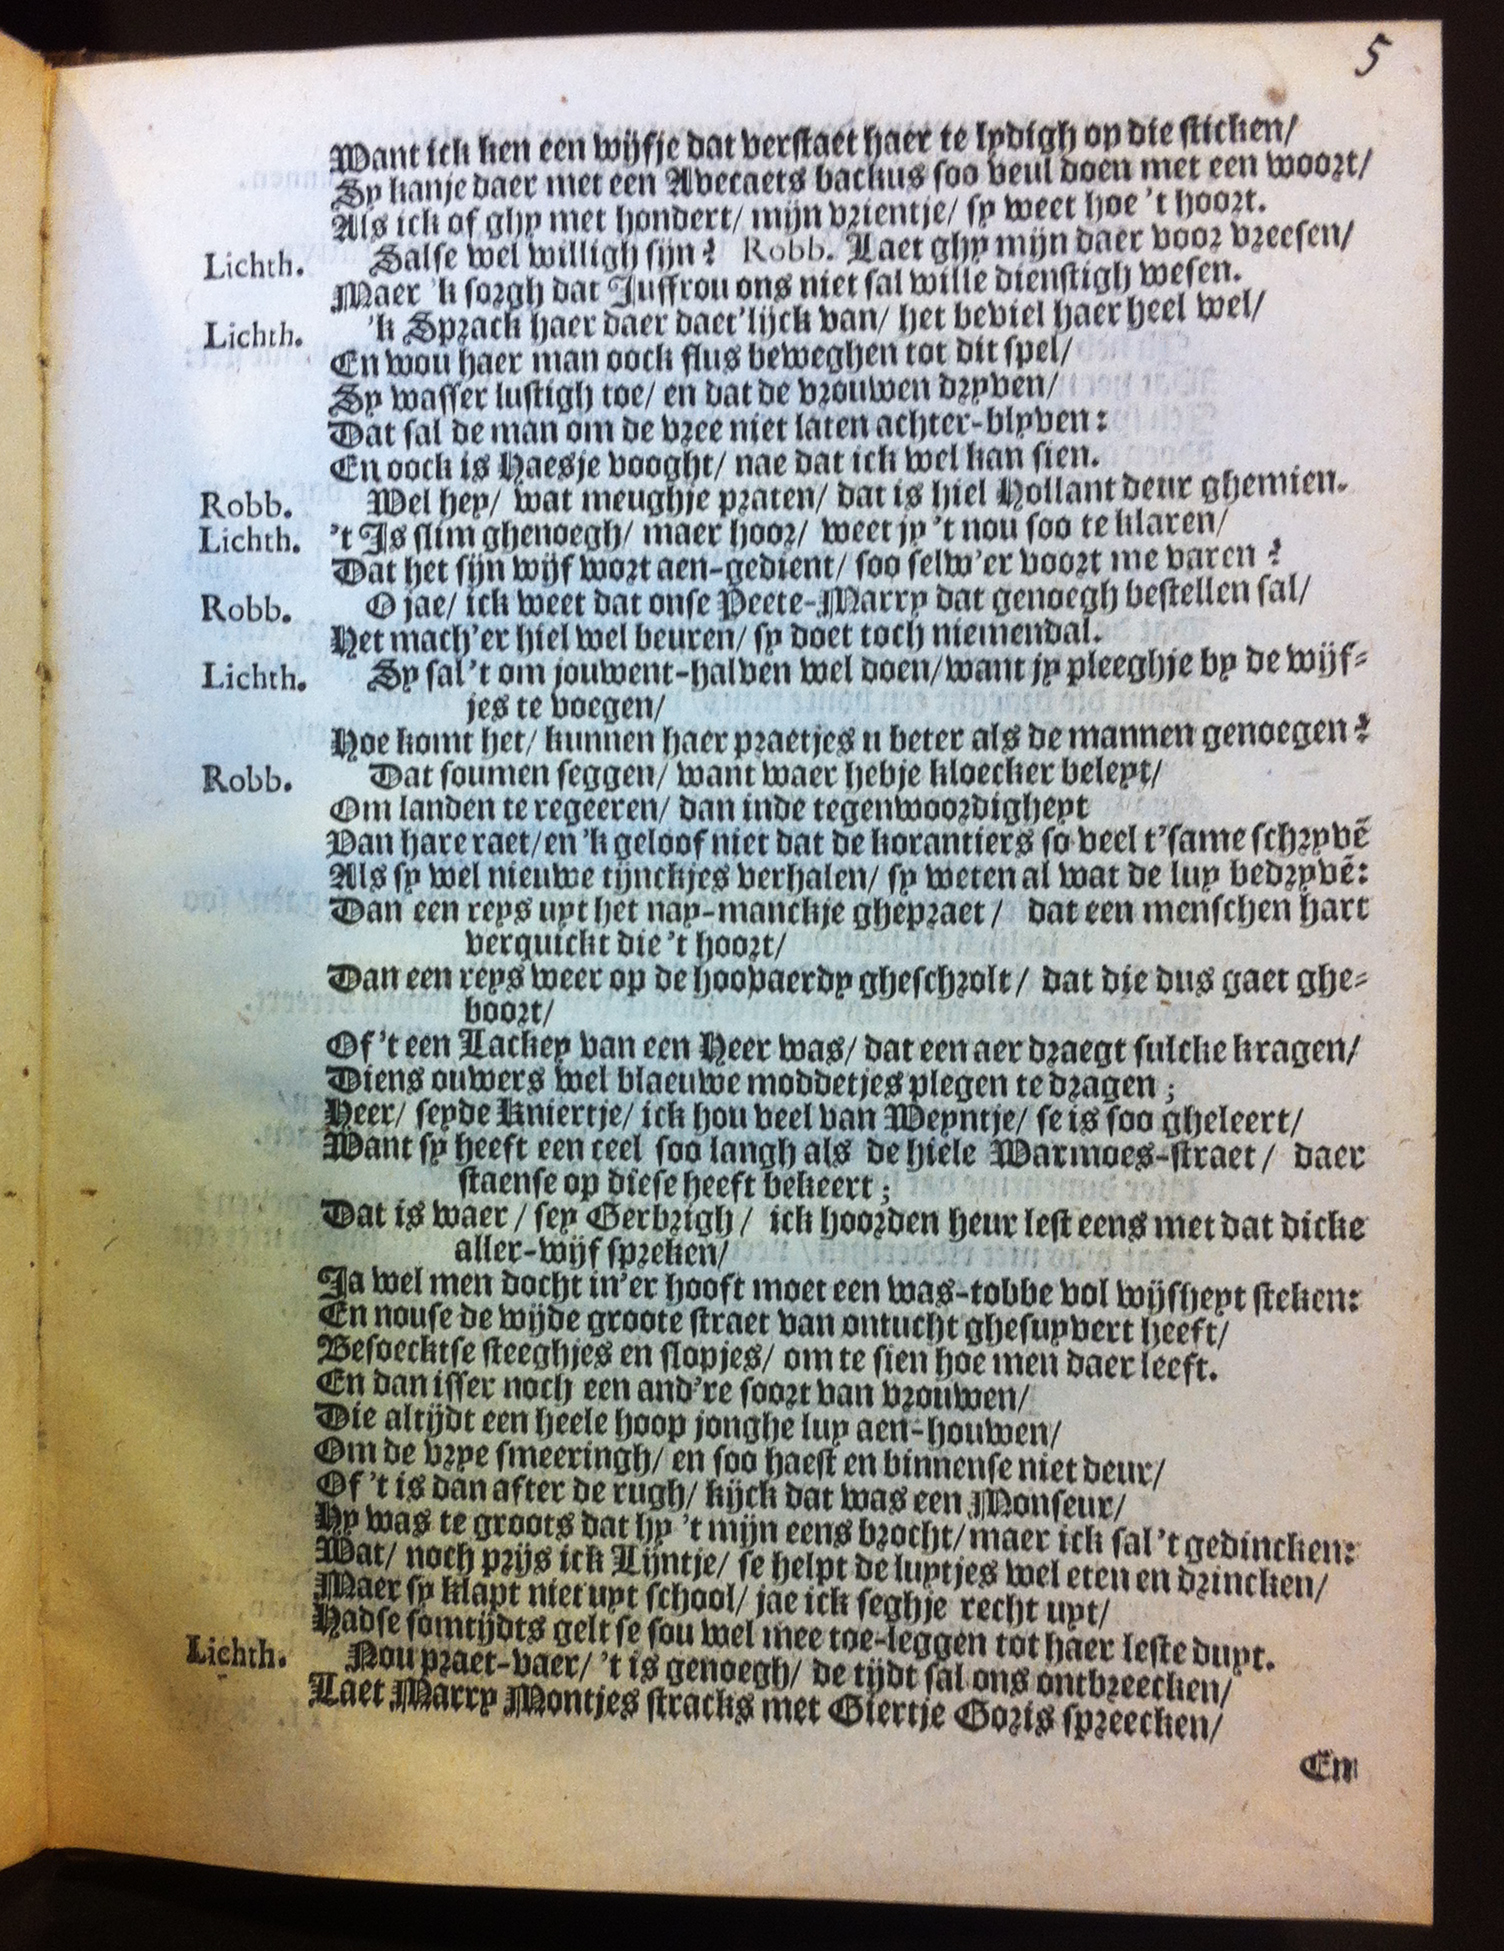 5
Want ick ken een wijfje dat verstaet haer te lydigh op die sticken/
Sy kanje daer met een Avecaets backus soo veul doen met een woort/
Als ick of ghy met hondert/ mijn vrientje/ sy weet hoe 't hoort.
Lichth. Salse wel willigh sijn? Robb. Laet ghy mijn daer voor vreesen/
Maer 'k sorgh dat Juffrou ons niet sal wille dienstigh wesen.
Lichth. 'k Sprack haer daer daet'lijck van/ het beviel haer heel wel/
En wou haer man oock flus beweghen tot dit spel/
Sy wasser lustigh toe/ en dat de vrouwen dryven/
Dat sal de man om de vree niet laten achter-blyven:
En oock is Haesje vooght/ nae dat ick wel kan sien.
Robb. Wel hey/ wat meughje praten/ dat is hiel Hollant deur ghemien.
Lichth. 't Is slim ghenoegh/ maer hoor/ weet jy 't nou soo te klaren/
Dat het sijn wijf wort aen-gedient/ soo selw'er voort me varen?
Robb. O jae/ ick weet dat onse Peete-Marry dat genoegh bestellen sal/
Het mach'er hiel wel beuren/ sy doet toch niemendal.
Lichth. Sy sal 't om jouwent-halven wel doen/want jy pleeghje by de wijf-
jes te voegen/
Hoe komt het/ kunnen haer praetjes u beter als de mannen genoegen?
Robb. Dat soumen seggen/ want waer hebje kloecker beleyt/
Om landen te regeeren/ dan inde tegenwoordigheyt
Van hare raet/en 'k geloof niet dat de korantiers so veel t'same schryvẽ
Als sy wel nieuwe tijnckjes verhalen/ sy weten al wat de luy bedryvẽ:
Dan een reys uyt het nay-manckje ghepraet/ dat een menschen hart
verquickt die 't hoort/
Dan een reys weer op de hoovaerdy gheschrolt/ dat die dus gaet ghe-
boort/
Of 't een Lackey van een Heer was/ dat een aer draegt sulcke kragen/
Diens ouwers wel blaeuwe moddetjes plegen te dragen;
Heer/ seyde Kniertje/ ick hou veel van Weyntje/ se is soo gheleert/
Want sy heeft een ceel soo langh als de hiele Warmoes-straet/ daer
staense op diese heeft bekeert;
Dat is waer/ sey Gerbrigh/ ick hoorden heur lest eens met dat dicke
aller-wijf spreken/
Ja wel men docht in'er hooft moet een was-tobbe vol wijsheyt steken:
En nouse de wijde groote straet van ontucht ghesuyvert heeft/
Besoecktse steeghjes en slopjes/ om te sien hoe men daer leeft.
En dan isser noch een and're soort van vrouwen/
Die altijdt een heele hoop jonghe luy aen-houwen/
Om de vrye smeeringh/ en soo haest en binnense niet deur/
Of 't is dan after de rugh/ kijck dat was een Monseur/
Hy was te groots dat hy 't mijn eens brocht/maer ick sal 't gedincken:
Wat/ noch prijs ick Lijntje/ se helpt de luytjes wel eten en drincken/
Maer sy klapt niet uyt school/ jae ick seghje recht uyt/
Hadse somtijdts gelt se sou wel mee toe-leggen tot haer leste duyt.
Lichth. Nou praet-vaer/ 't is genoegh/ de tijdt sal ons ontbreecken/
Laet Marry Montjes stracks met Giertje Goris spreecken/
En